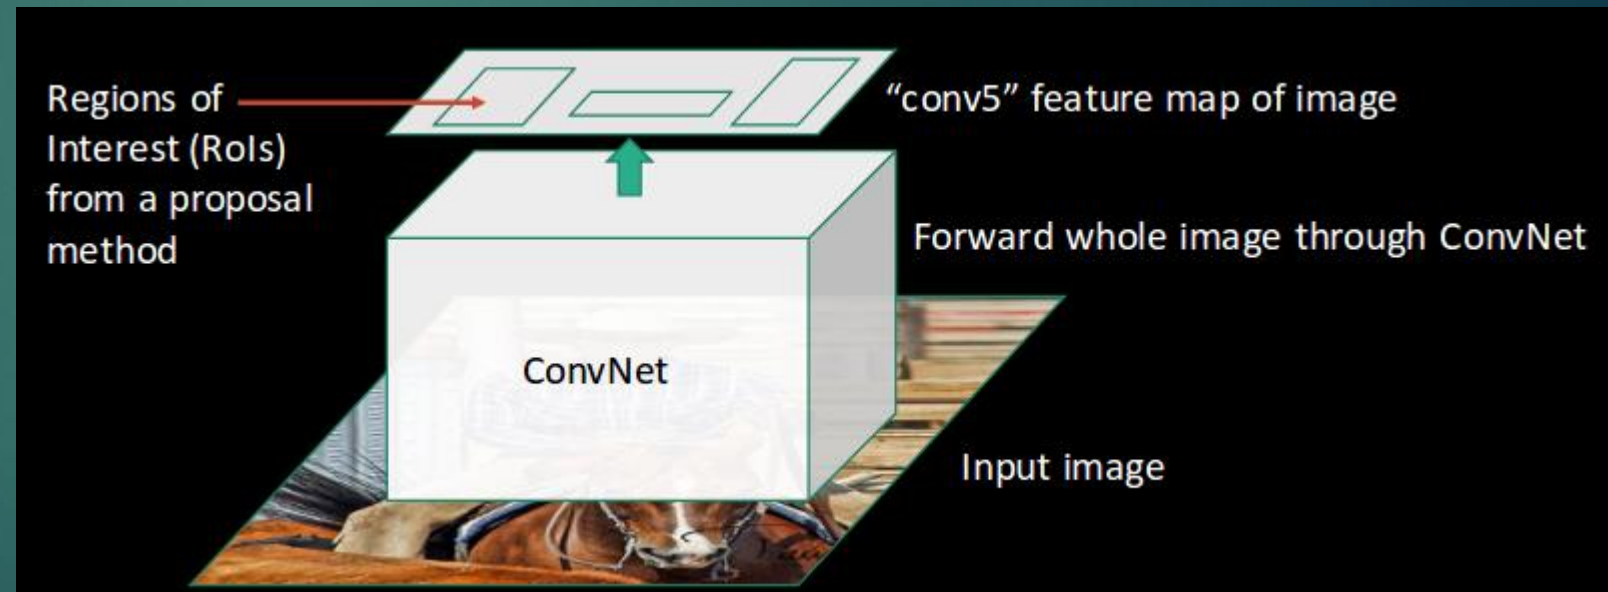 Regions of
Interest (RoIs)
from a proposal
method
“conv5” feature map of image
Forward whole image through ConvNet
ConvNet
Input image